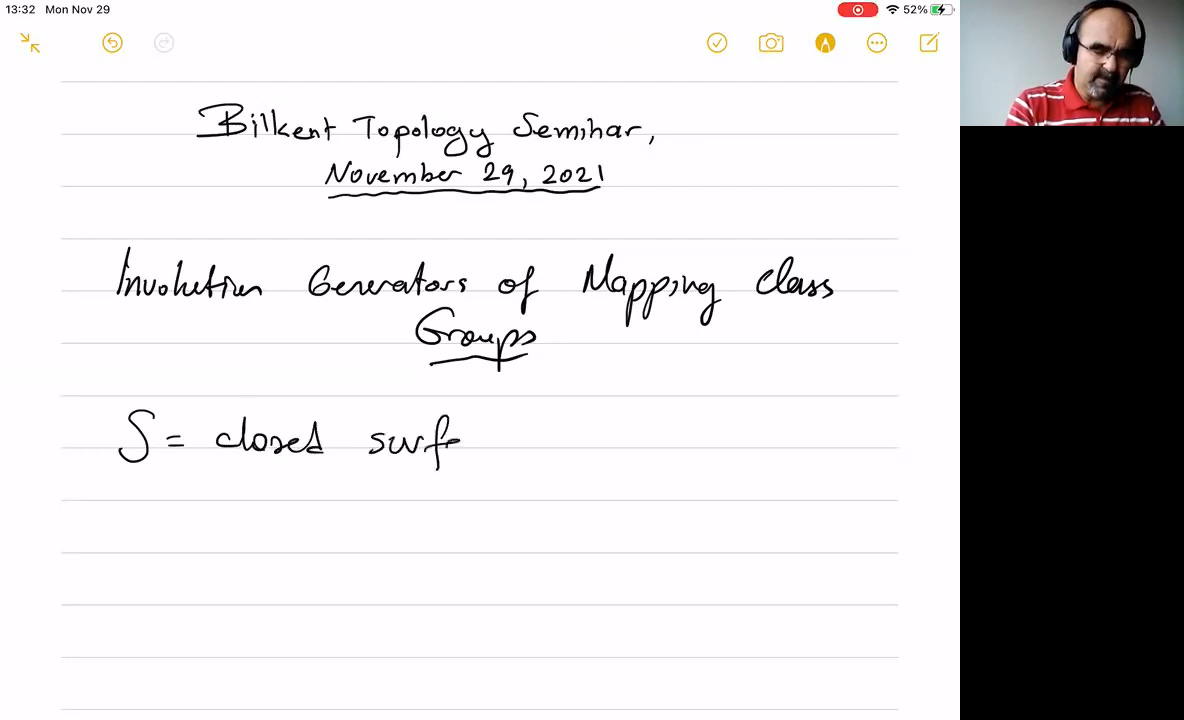 13:32 Mon Nov 29
52%
Bilkent Topology Seminar,
November 29, 2021
Involution Generators of Mapping Class
Groups
S = closed surfa